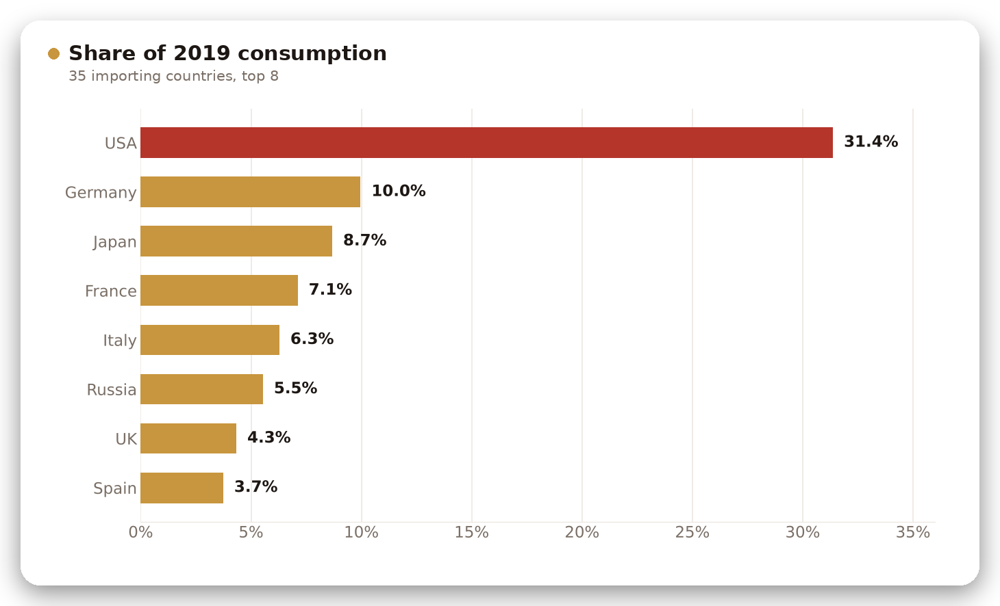 Share of 2019 consumption
35 importing countries, top 8
USA 31.4%
Germany 10.0%
Japan 8.7%
France 7.1%
Italy 6.3%
Russia 5.5%
UK 4.3%
Spain 3.7%
0% 5% 10% 15% 20% 25% 30% 35%